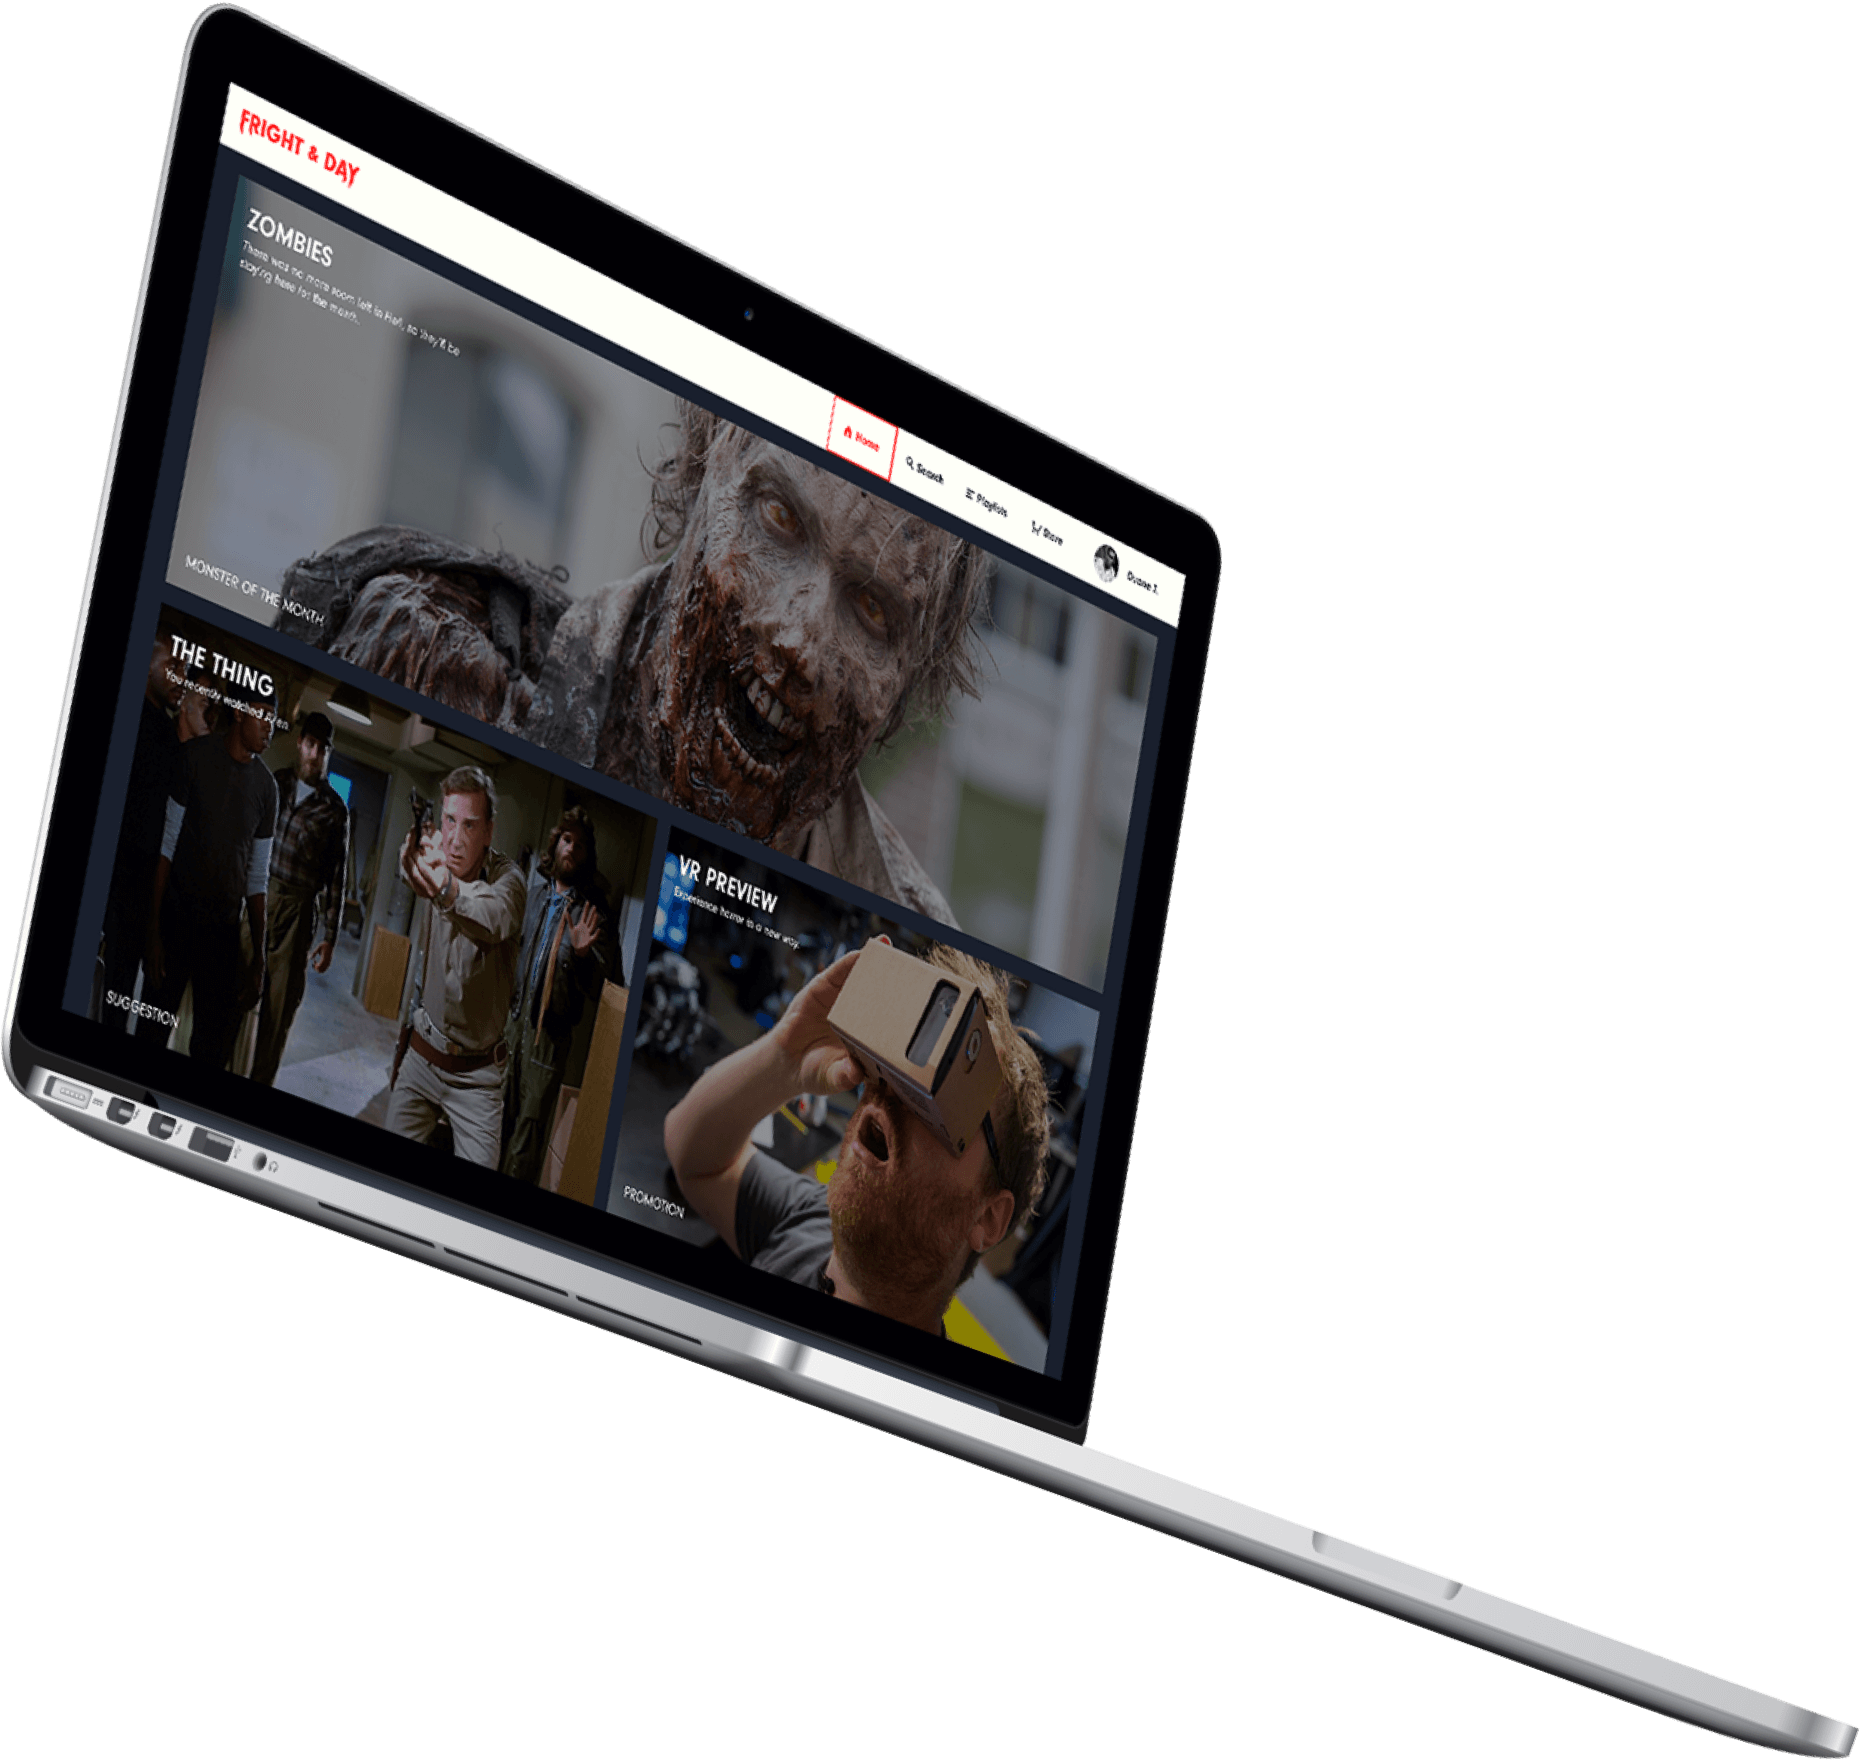 FRIGHT & DAY
Home
Search
Playlists
Store
Duane J.
ZOMBIES
There was no more room left in Hell, so they'll be
staying here for the month.
MONSTER OF THE MONTH
THE THING
You recently watched Alien
SUGGESTION
VR PREVIEW
Experience horror in a new way.
PROMOTION